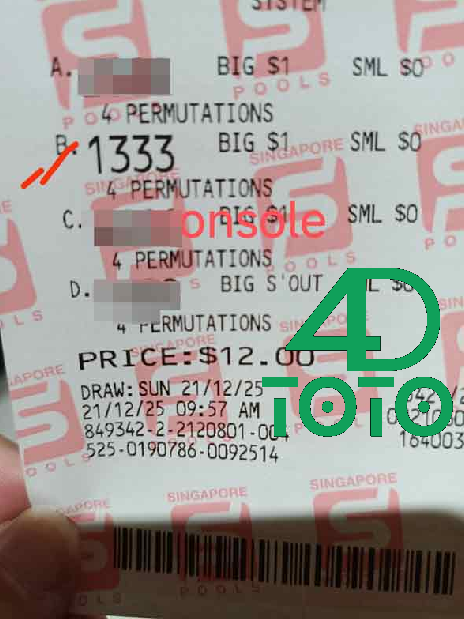 SYSTEM
A. BIG $1 SML $0
4 PERMUTATIONS
B. 1333 BIG $1 SML $0
4 PERMUTATIONS
C. BIG $1 SML $0
onsole
4 PERMUTATIONS
D. BIG S'OUT L $0
4 PERMUTATIONS
PRICE:$12.00
4D
TOTO
DRAW: SUN 21/12/25
21/12/25 09:57 AM
849342-2-2120801-004
525-0190786-0092514
164003
SINGAPORE
POOLS